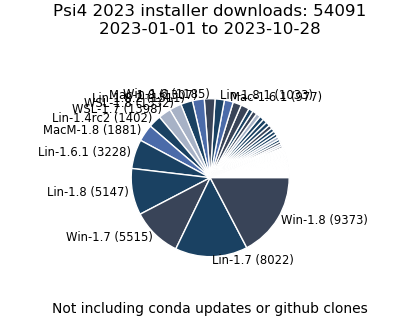 Psi4 2023 installer downloads: 54091
2023-01-01 to 2023-10-28
Lin-1.8.1 (1033)
Mac-1.6.1 (977)
WSL-1.7 (1398)
Lin-1.4rc2 (1402)
MacM-1.8 (1881)
Lin-1.6.1 (3228)
Lin-1.8 (5147)
Win-1.7 (5515)
Lin-1.7 (8022)
Win-1.8 (9373)
Not including conda updates or github clones